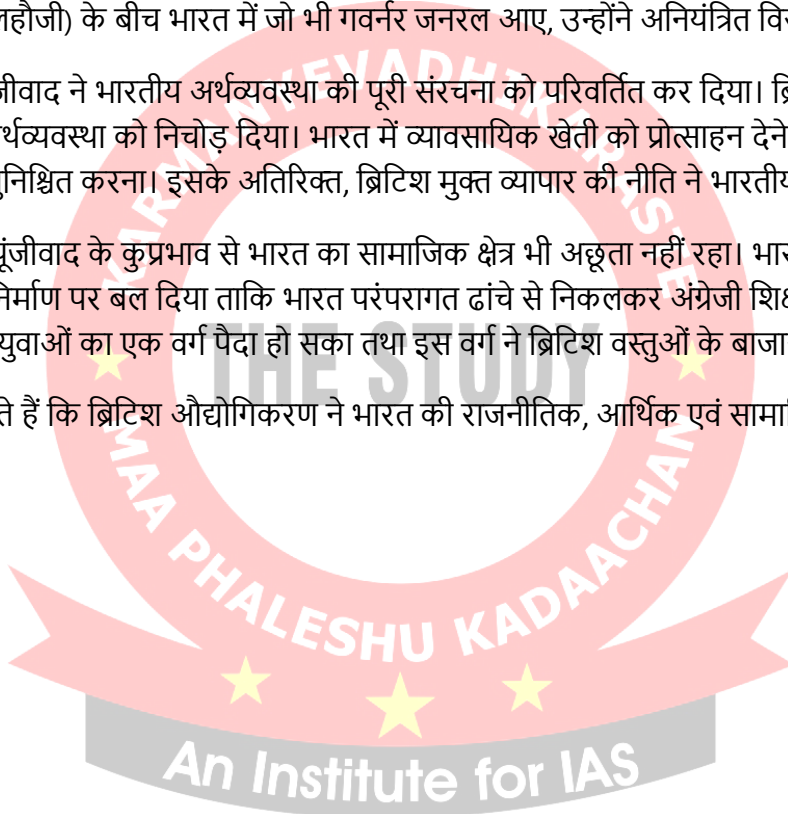 लहौजी) के बीच भारत में जो भी गवर्नर जनरल आए, उन्होंने अनियंत्रित
जीवाद ने भारतीय अर्थव्यवस्था की पूरी संरचना को परिवर्तित कर दिया।
र्थव्यवस्था को निचोड़ दिया। भारत में व्यावसायिक खेती को प्रोत्साहन देने
ुनिश्चित करना। इसके अतिरिक्त, ब्रिटिश मुक्त व्यापार की नीति ने भारतीय
पूंजीवाद के कुप्रभाव से भारत का सामाजिक क्षेत्र भी अछूता नहीं रहा।
निर्माण पर बल दिया ताकि भारत परंपरागत ढांचे से निकलकर अंग्रेजी
युवाओं का एक वर्ग पैदा हो सका तथा इस वर्ग ने ब्रिटिश वस्तुओं के
ते हैं कि ब्रिटिश औद्योगिकरण ने भारत की राजनीतिक, आर्थिक एवं
KARMANYEVADHIKARASTE
THE STUDY
MAA PHALESHU KADAACHAN
An Institute for IAS